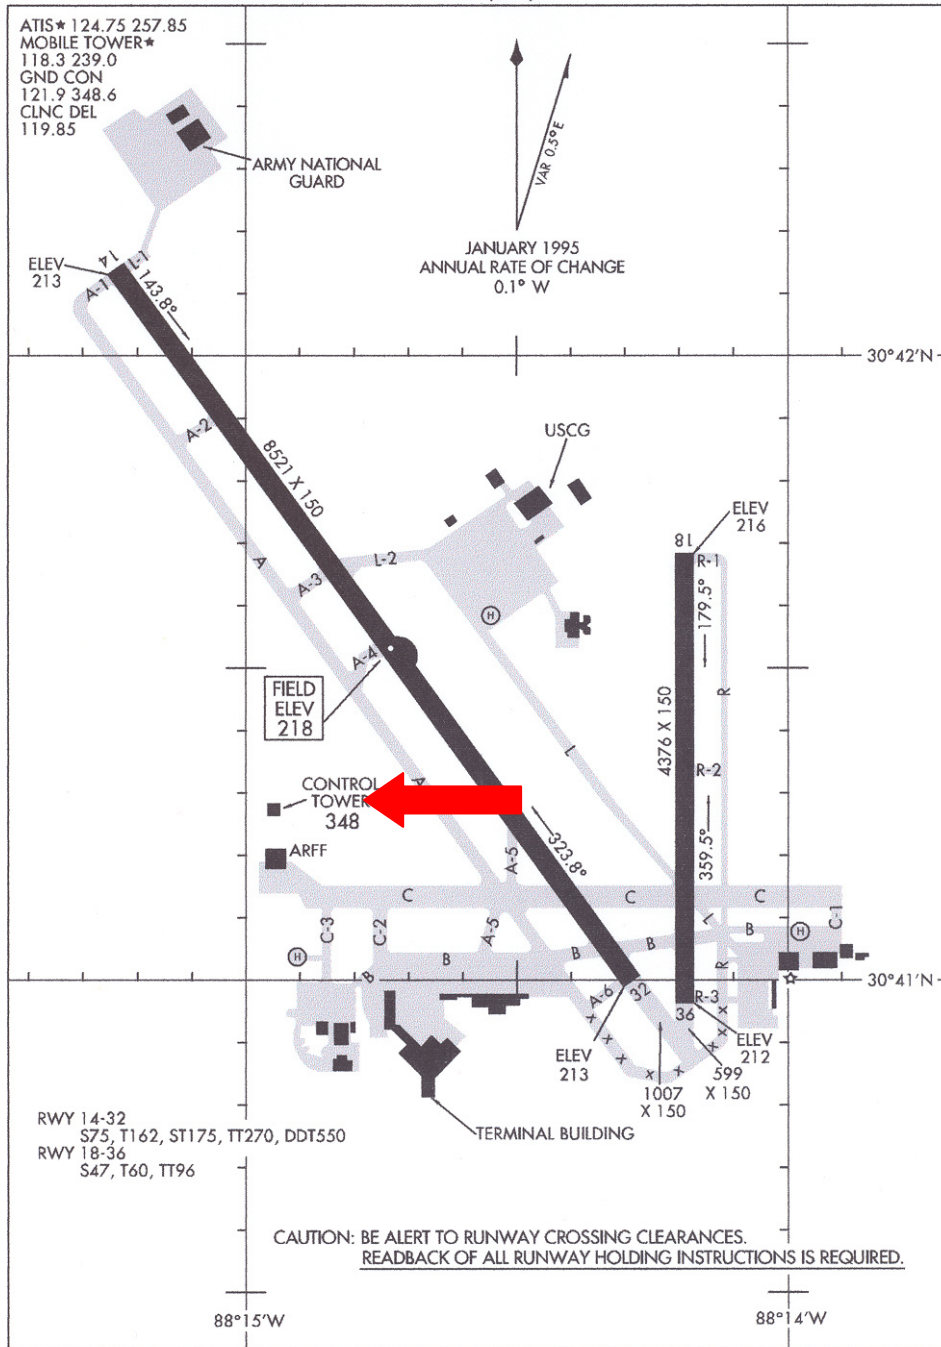 ATIS★ 124.75 257.85
MOBILE TOWER★
118.3 239.0
GND CON
121.9 348.6
CLNC DEL
119.85
ARMY NATIONAL
GUARD
VAR 0.5°E
JANUARY 1995
ANNUAL RATE OF CHANGE
0.1° W
ELEV
213
14
L-1
A-1
143.8°
30°42'N
A-2
8521 X 150
USCG
ELEV
216
18
A
L-2
A-3
R-1
179.5°
H
A-4
FIELD
ELEV
218
4376 X 150
R
L
R-2
A
CONTROL
TOWER
348
323.8°
359.5°
ARFF
A-5
C
C
C
C-3
C-2
A-5
L
C-1
B
B
B
B
B
H
H
R
30°41'N
A-6
32
R-3
36
ELEV
213
ELEV
212
1007
X 150
599
X 150
TERMINAL BUILDING
RWY 14-32
S75, T162, ST175, TT270, DDT550
RWY 18-36
S47, T60, TT96
CAUTION: BE ALERT TO RUNWAY CROSSING CLEARANCES.
READBACK OF ALL RUNWAY HOLDING INSTRUCTIONS IS REQUIRED.
88°15'W
88°14'W